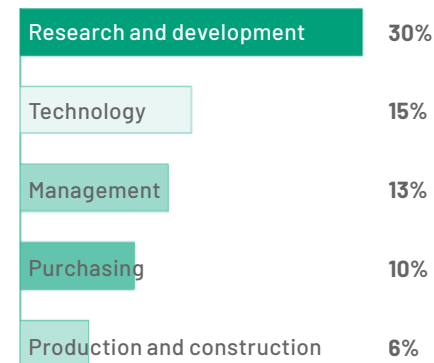 Research and development 30%
Technology 15%
Management 13%
Purchasing 10%
Production and construction 6%